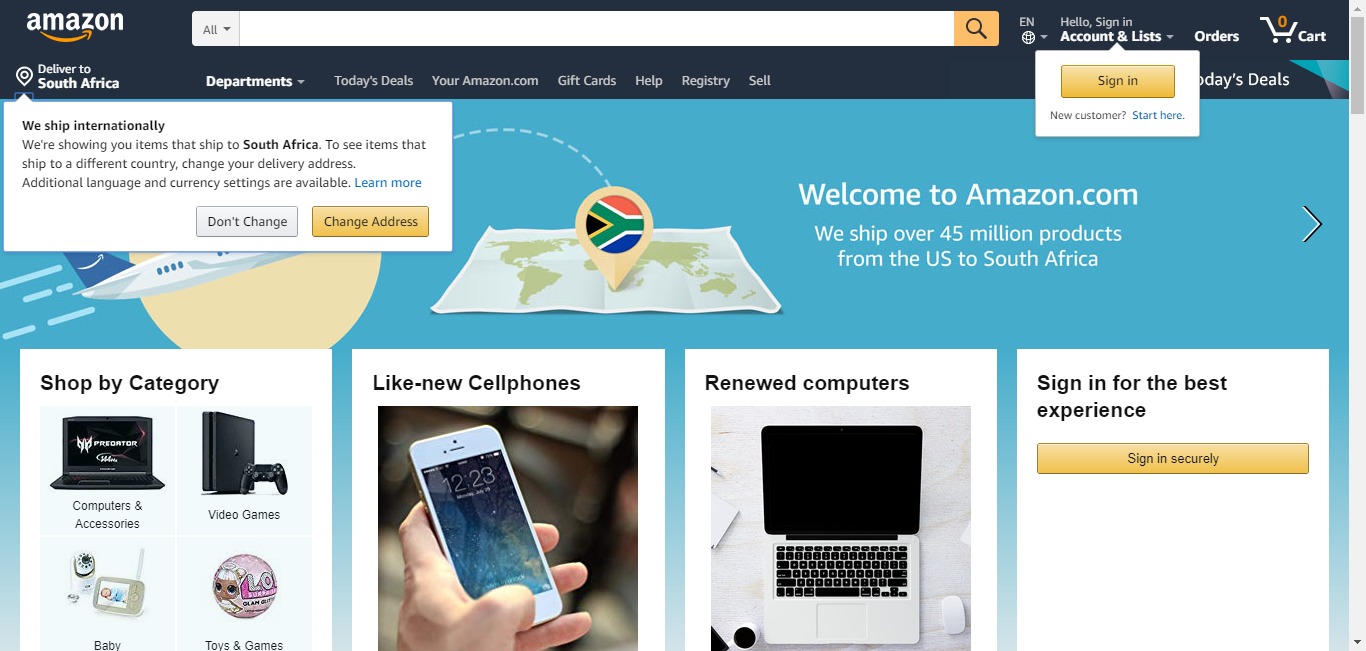 amazon
All
EN
Hello, Sign in
Account & Lists
Orders
0
Cart
Deliver to
South Africa
Departments
Today's Deals
Your Amazon.com
Gift Cards
Help
Registry
Sell
oday's Deals
Sign in
New customer? Start here.
We ship internationally
We're showing you items that ship to South Africa. To see items that
ship to a different country, change your delivery address.
Additional language and currency settings are available. Learn more
Don't Change
Change Address
Welcome to Amazon.com
We ship over 45 million products
from the US to South Africa
Shop by Category
PREDATOR
Computers &
Accessories
Video Games
Baby
L.O.L.
GLAM GLITTER
Toys & Games
Like-new Cellphones
12:23
Monday, July 29
Renewed computers
Sign in for the best
experience
Sign in securely